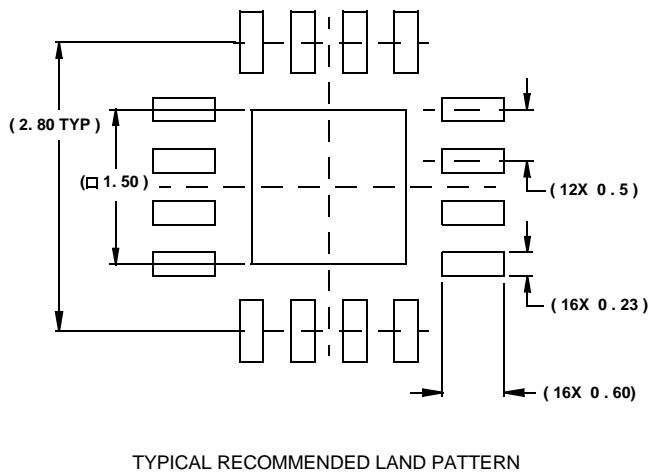 ( 2. 80 TYP )
(□ 1. 50 )
( 12X 0 . 5 )
( 16X 0. 23 )
( 16X 0 . 60)
TYPICAL RECOMMENDED LAND PATTERN